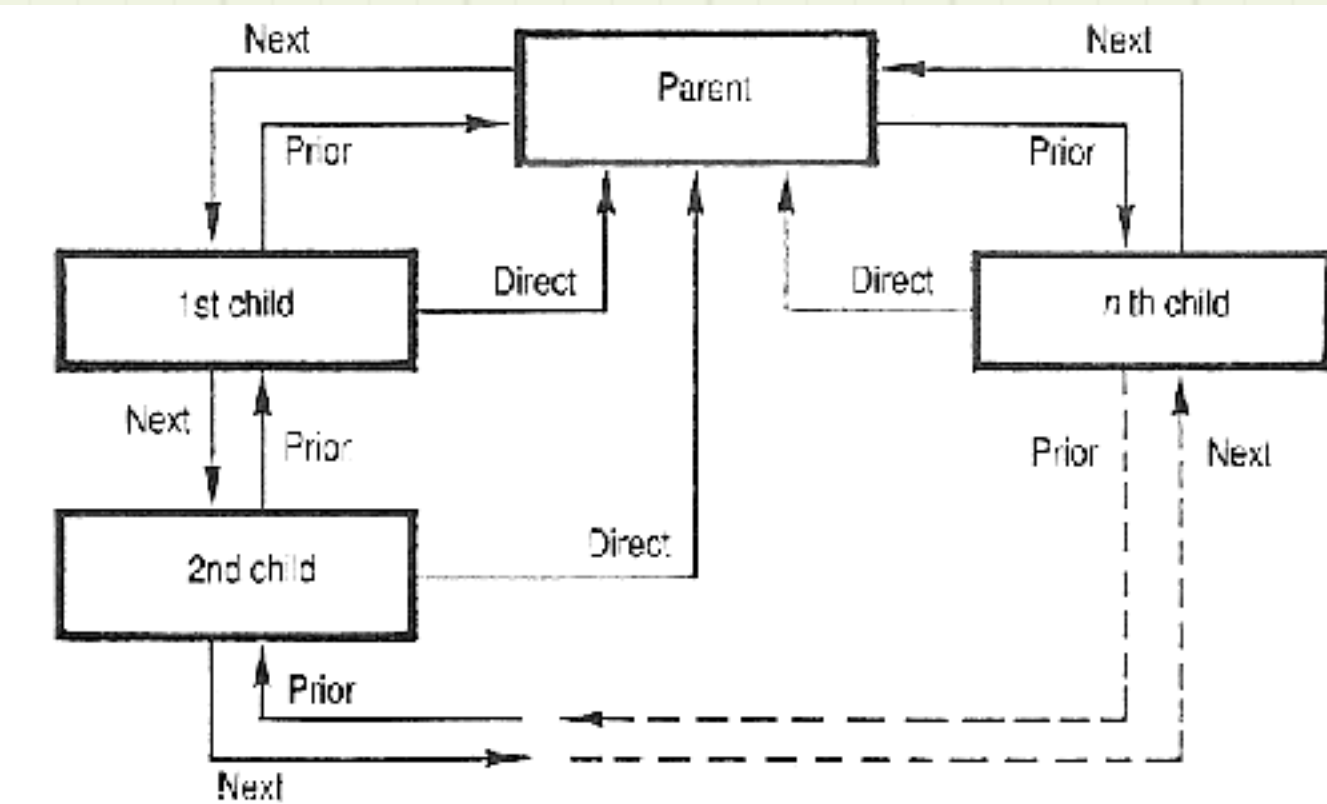 Next
Parent
Next
Prior
Prior
1st child
Direct
Direct
n th child
Next
Prior
Prior
Next
2nd child
Direct
Prior
Next